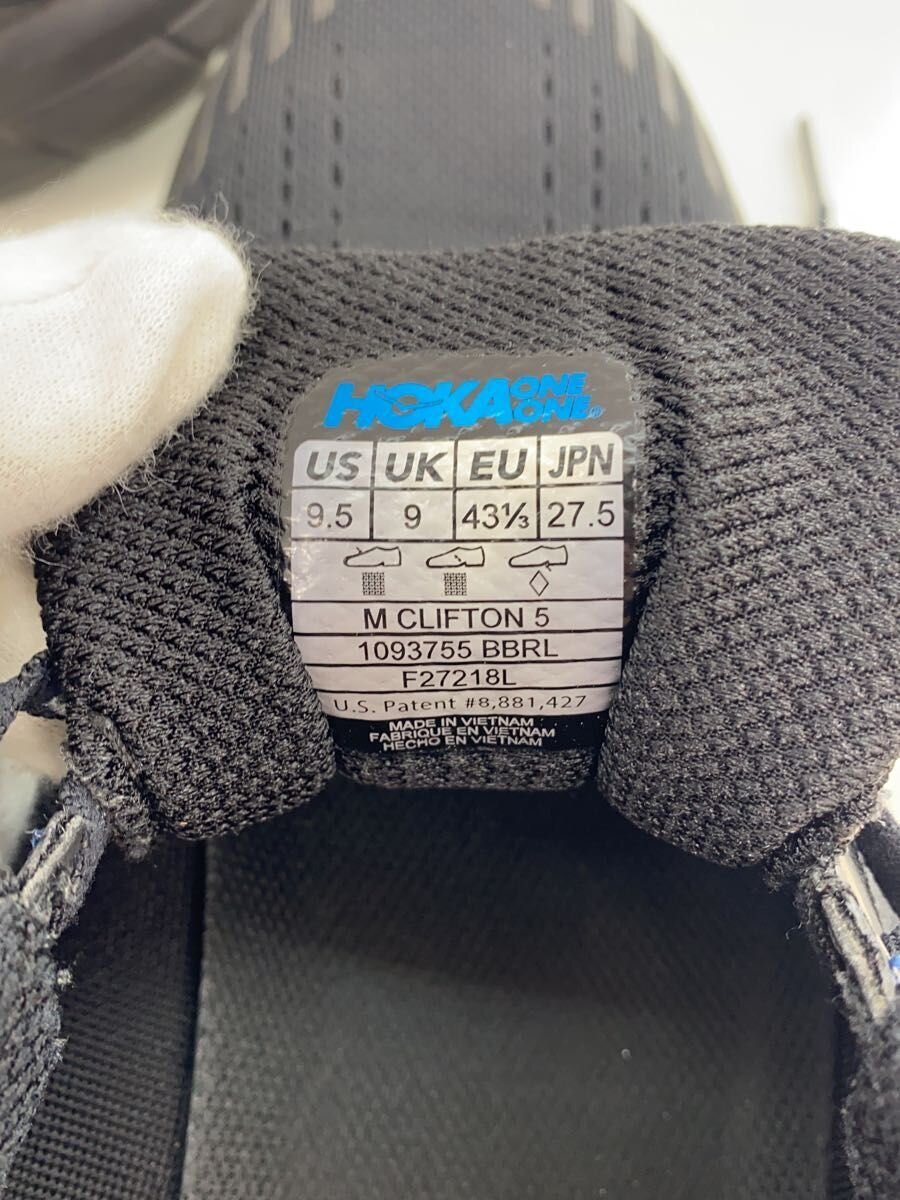 HOKA ONE ONE®
US UK EU JPN
9.5 9 43⅓ 27.5
M CLIFTON 5
1093755 BBRL
F27218L
U.S. Patent #8,881,427
MADE IN VIETNAM
FABRIQUE EN VIETNAM
HECHO EN VIETNAM